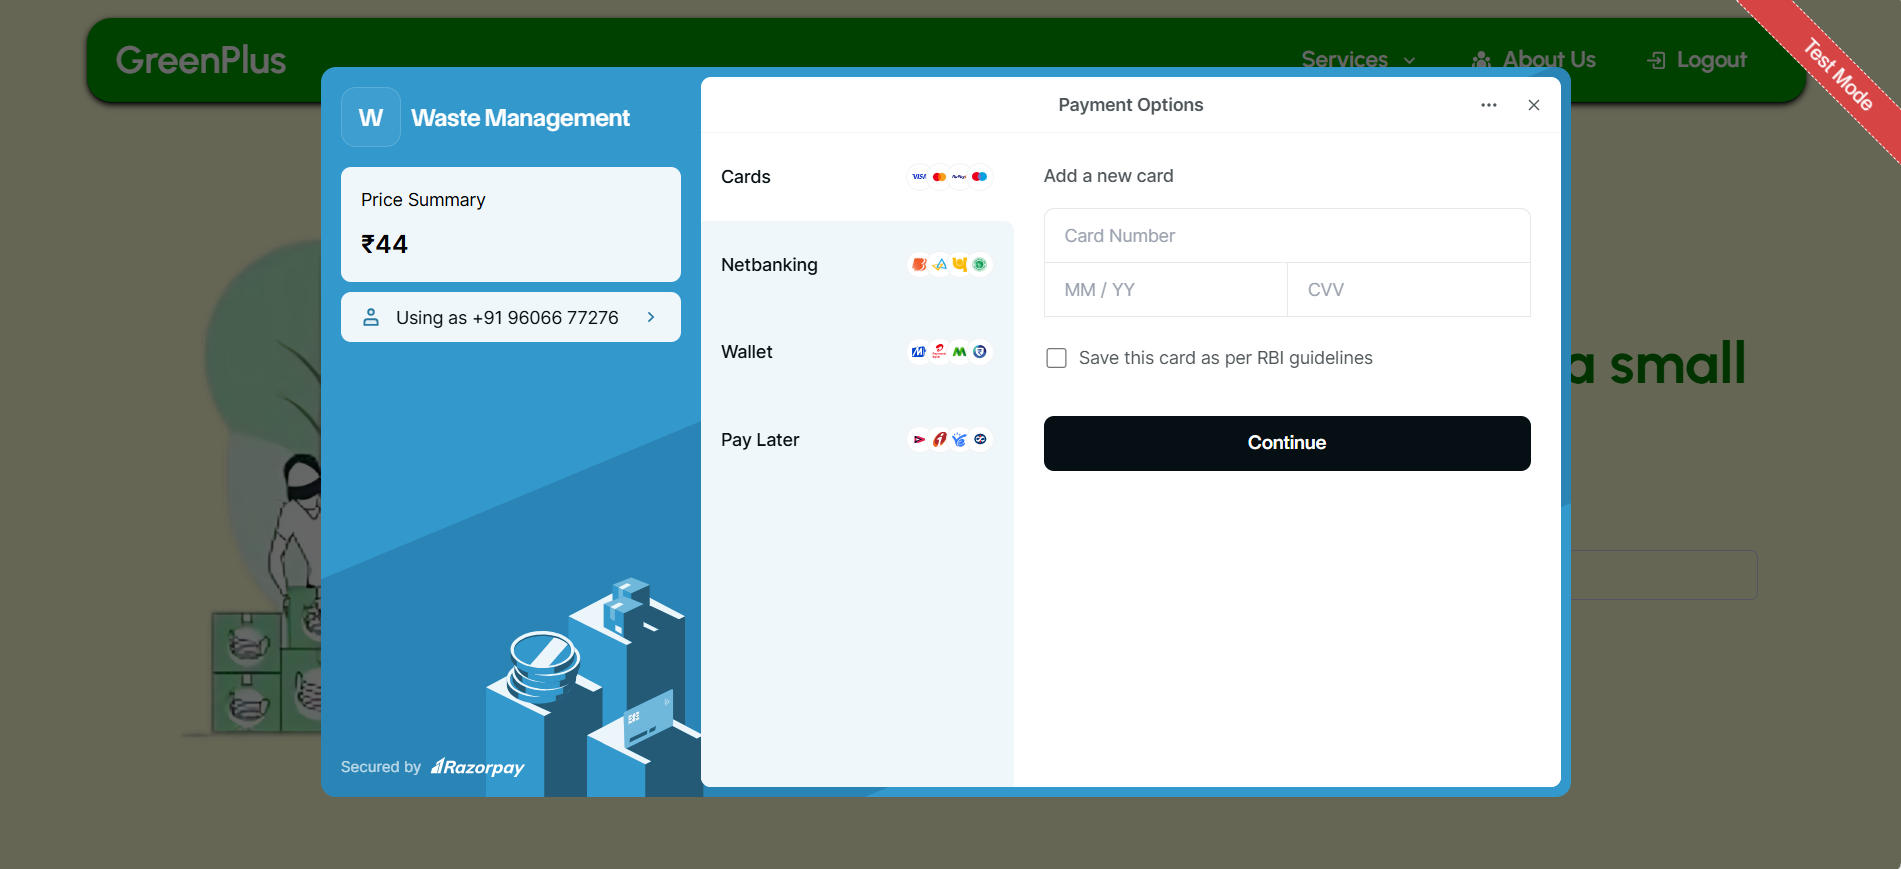 GreenPlus
Services
About Us
Logout
Test Mode
W
Waste Management
Price Summary
₹44
Using as +91 96066 77276
Secured by Razorpay
Payment Options
Cards
VISA
RuPay
Netbanking
Wallet
Pay Later
Add a new card
Card Number
MM / YY
CVV
Save this card as per RBI guidelines
Continue
a small